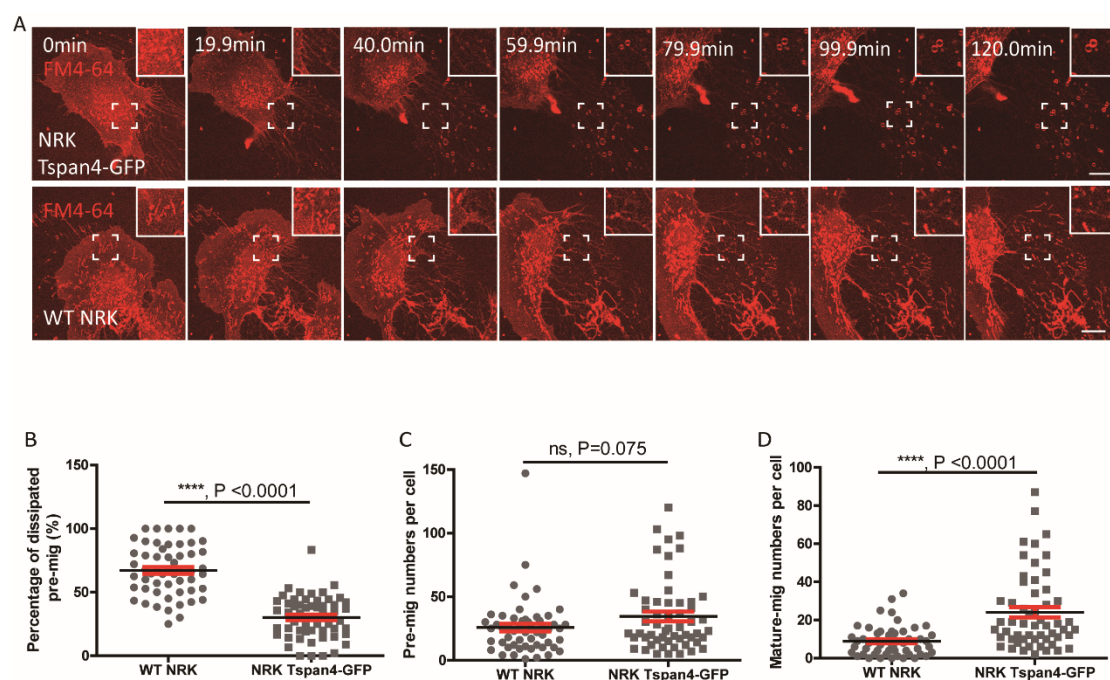 A
0min
19.9min
40.0min
59.9min
79.9min
99.9min
120.0min
FM4-64
NRK
Tspan4-GFP
FM4-64
WT NRK
B
Percentage of dissipated
pre-mig (%)
150
100
50
0
****, P <0.0001
WT NRK
NRK Tspan4-GFP
C
Pre-mig numbers per cell
150
100
50
0
ns, P=0.075
WT NRK
NRK Tspan4-GFP
D
Mature-mig numbers per cell
100
80
60
40
20
0
****, P <0.0001
WT NRK
NRK Tspan4-GFP